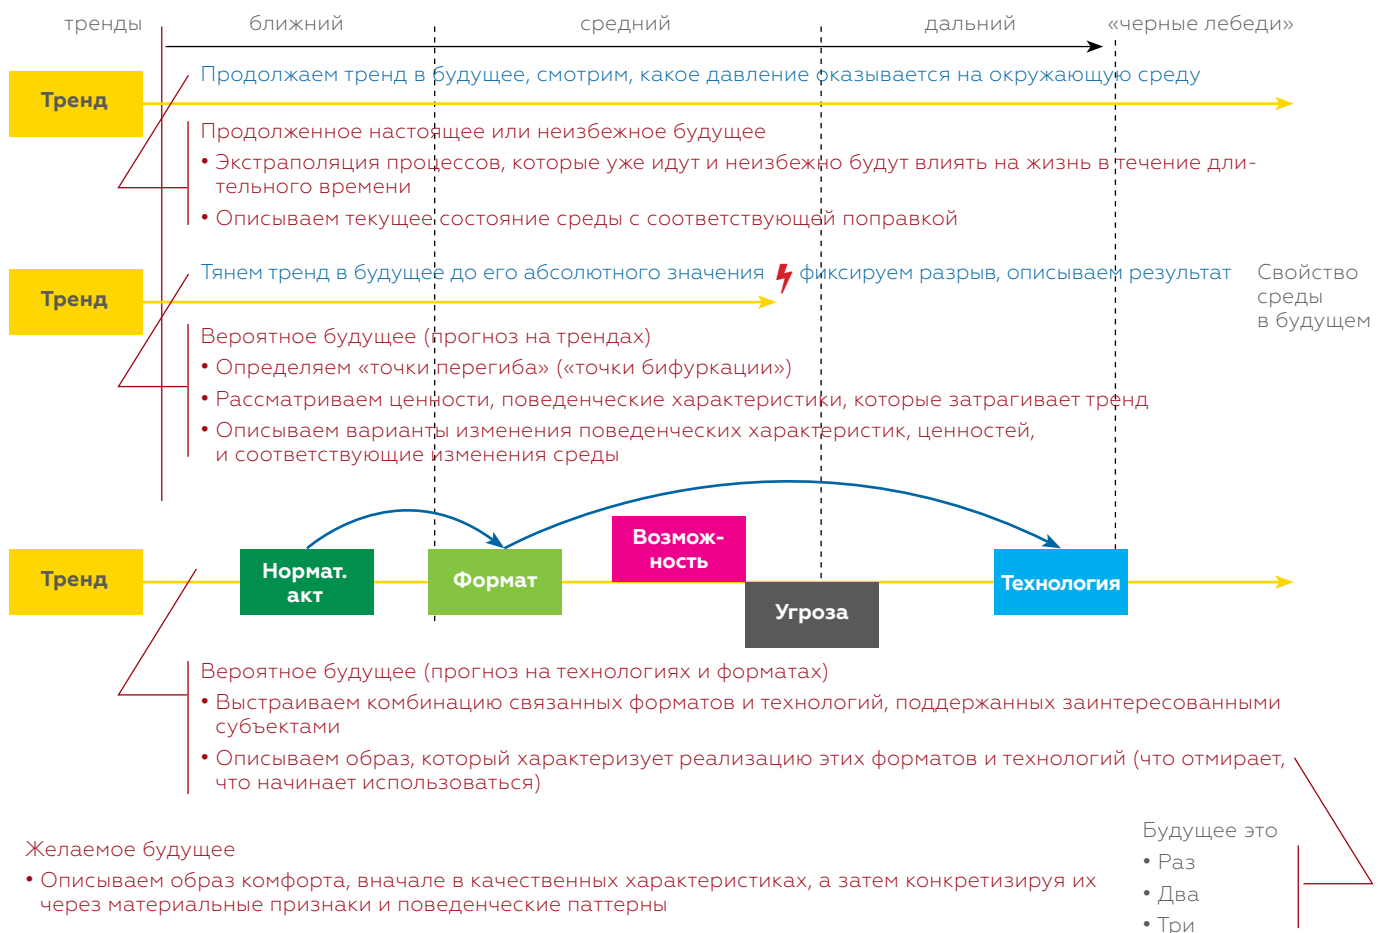 тренды
ближний
средний
дальний
«черные лебеди»
Тренд
Продолжаем тренд в будущее, смотрим, какое давление оказывается на окружающую среду
Продолженное настоящее или неизбежное будущее
• Экстраполяция процессов, которые уже идут и неизбежно будут влиять на жизнь в течение дли-
тельного времени
• Описываем текущее состояние среды с соответствующей поправкой
Тренд
Тянем тренд в будущее до его абсолютного значения
фиксируем разрыв, описываем результат
Свойство
среды
в будущем
Вероятное будущее (прогноз на трендах)
• Определяем «точки перегиба» («точки бифуркации»)
• Рассматриваем ценности, поведенческие характеристики, которые затрагивает тренд
• Описываем варианты изменения поведенческих характеристик, ценностей,
и соответствующие изменения среды
Тренд
Нормат.
акт
Формат
Возмож-
ность
Угроза
Технология
Вероятное будущее (прогноз на технологиях и форматах)
• Выстраиваем комбинацию связанных форматов и технологий, поддержанных заинтересованными
субъектами
• Описываем образ, который характеризует реализацию этих форматов и технологий (что отмирает,
что начинает использоваться)
Желаемое будущее
• Описываем образ комфорта, вначале в качественных характеристиках, а затем конкретизируя их
через материальные признаки и поведенческие паттерны
Будущее это
• Раз
• Два
• Три